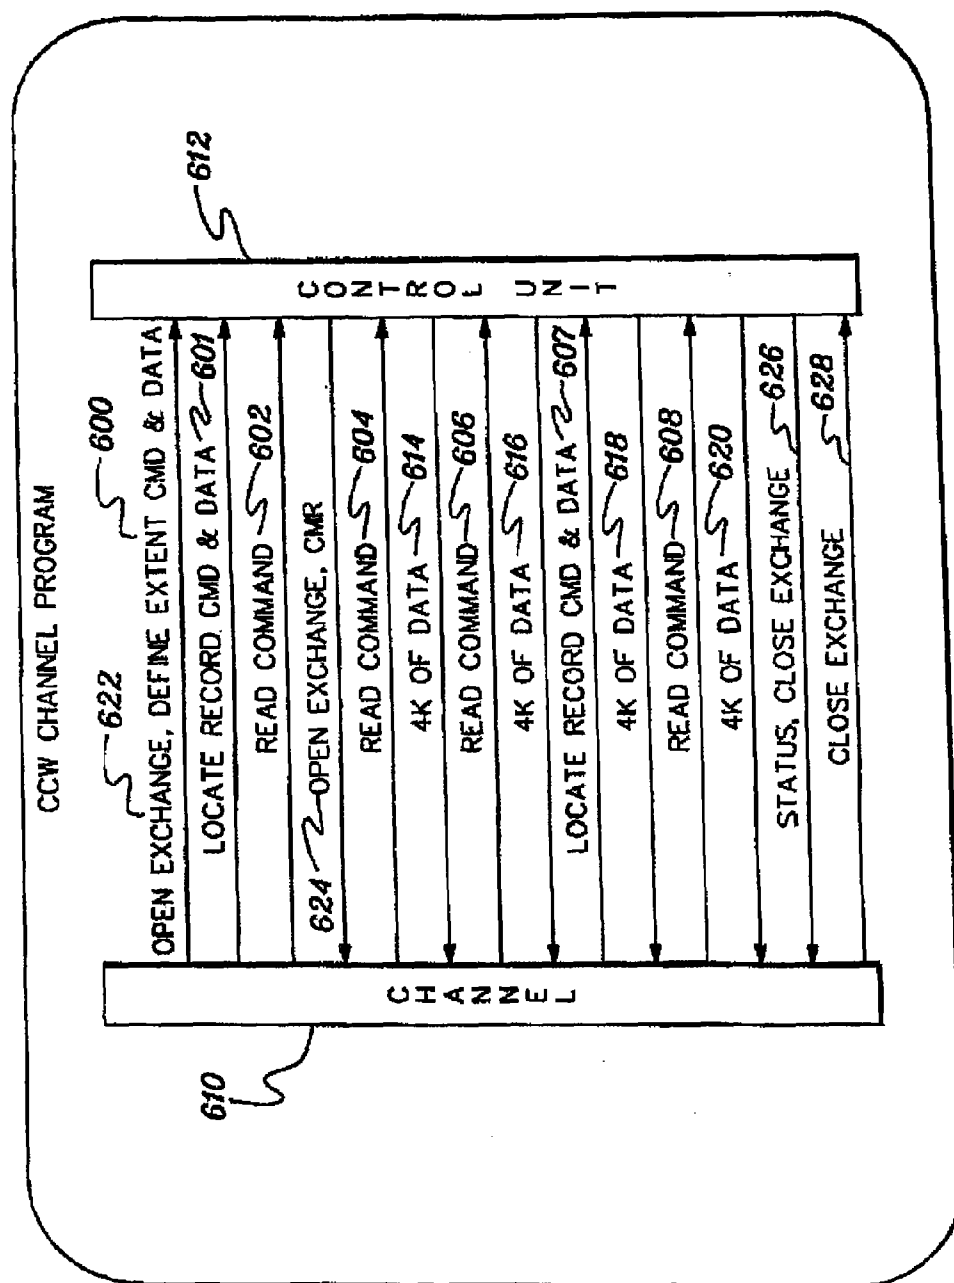 CCW CHANNEL PROGRAM
622
600
OPEN EXCHANGE, DEFINE EXTENT CMD & DATA
LOCATE RECORD CMD & DATA 601
READ COMMAND 602
624 OPEN EXCHANGE, CMR
READ COMMAND 604
4K OF DATA 614
READ COMMAND 606
4K OF DATA 616
LOCATE RECORD CMD & DATA 607
4K OF DATA 618
READ COMMAND 608
4K OF DATA 620
STATUS, CLOSE EXCHANGE 626
CLOSE EXCHANGE 628
CHANNEL
610
CONTROL UNIT
612